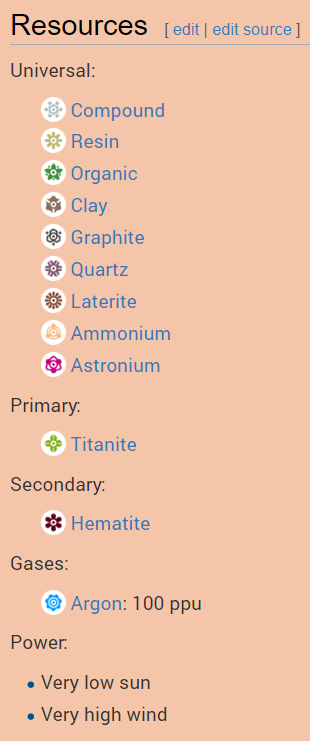 Resources [ edit | edit source ]
Universal:
Compound
Resin
Organic
Clay
Graphite
Quartz
Laterite
Ammonium
Astronium
Primary:
Titanite
Secondary:
Hematite
Gases:
Argon: 100 ppu
Power:
• Very low sun
• Very high wind